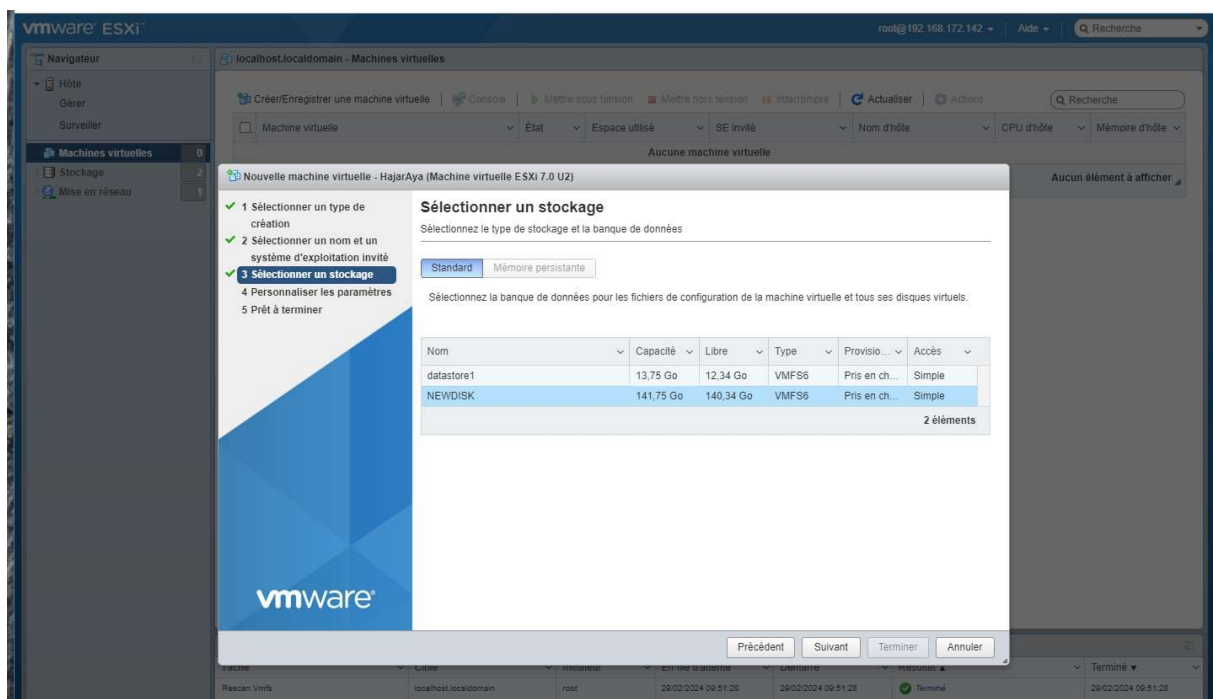 vmware ESXi™
root@192.168.172.142
Aide
Recherche
Navigateur
localhost.localdomain - Machines virtuelles
Hôte
Gérer
Surveiller
Machines virtuelles 0
Stockage 2
Mise en réseau 1
Créer/Enregistrer une machine virtuelle Console Mettre sous tension Mettre hors tension Interrompre Actualiser Actions Recherche
Machine virtuelle État Espace utilisé SE invité Nom d'hôte CPU d'hôte Mémoire d'hôte
Aucune machine virtuelle
Aucun élément à afficher
Nouvelle machine virtuelle - HajarAya (Machine virtuelle ESXi 7.0 U2)
1 Sélectionner un type de
création
2 Sélectionner un nom et un
système d'exploitation invité
3 Sélectionner un stockage
4 Personnaliser les paramètres
5 Prêt à terminer
vmware®
Sélectionner un stockage
Sélectionnez le type de stockage et la banque de données
Standard Mémoire persistante
Sélectionnez la banque de données pour les fichiers de configuration de la machine virtuelle et tous ses disques virtuels.
Nom Capacité Libre Type Provisio... Accès
datastore1 13,75 Go 12,34 Go VMFS6 Pris en ch... Simple
NEWDISK 141,75 Go 140,34 Go VMFS6 Pris en ch... Simple
2 éléments
Précédent Suivant Terminer Annuler
Tâche Cible Initiateur En file d'attente Démarré Résultat Terminé
Rescan Vmfs localhost.localdomain root 29/02/2024 09:51:28 29/02/2024 09:51:28 Terminé 29/02/2024 09:51:28